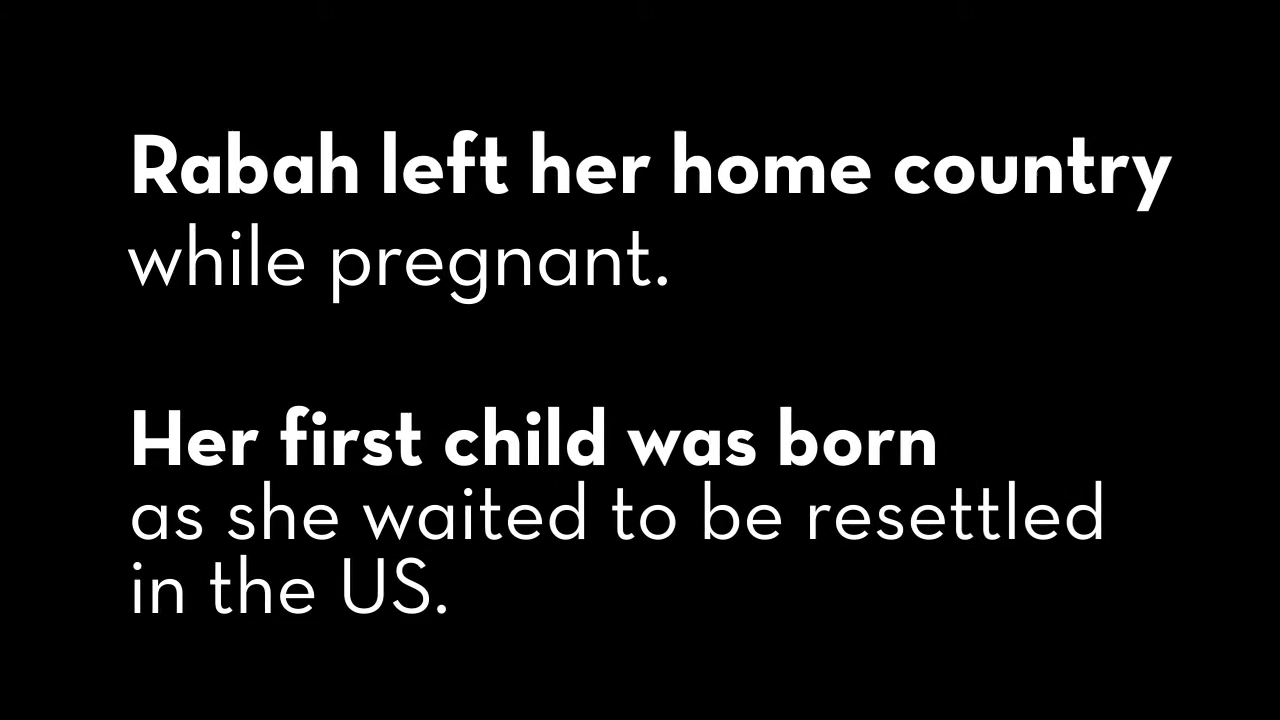 Rabah left her home country
while pregnant.
Her first child was born
as she waited to be resettled
in the US.